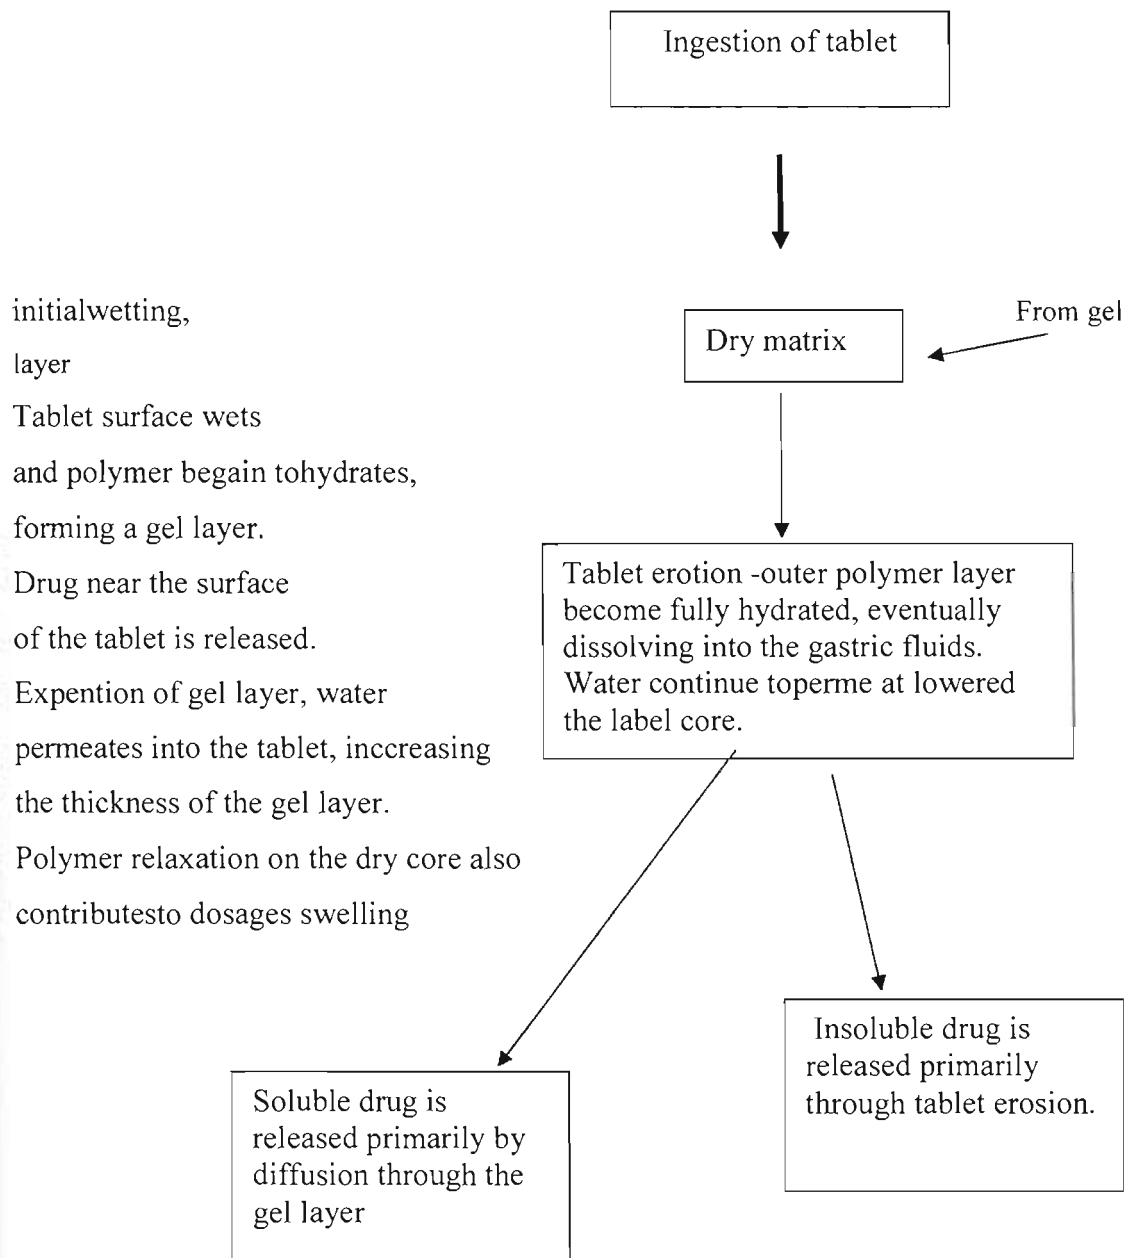 Ingestion of tablet
initialwetting,
From gel
layer
Dry matrix
Tablet surface wets
and polymer begain tohydrates,
forming a gel layer.
Drug near the surface
of the tablet is released.
Expention of gel layer, water
permeates into the tablet, inccreasing
the thickness of the gel layer.
Polymer relaxation on the dry core also
contributesto dosages swelling
Tablet erotion -outer polymer layer
become fully hydrated, eventually
dissolving into the gastric fluids.
Water continue toperme at lowered
the label core.
Soluble drug is
released primarily by
diffusion through the
gel layer
Insoluble drug is
released primarily
through tablet erosion.